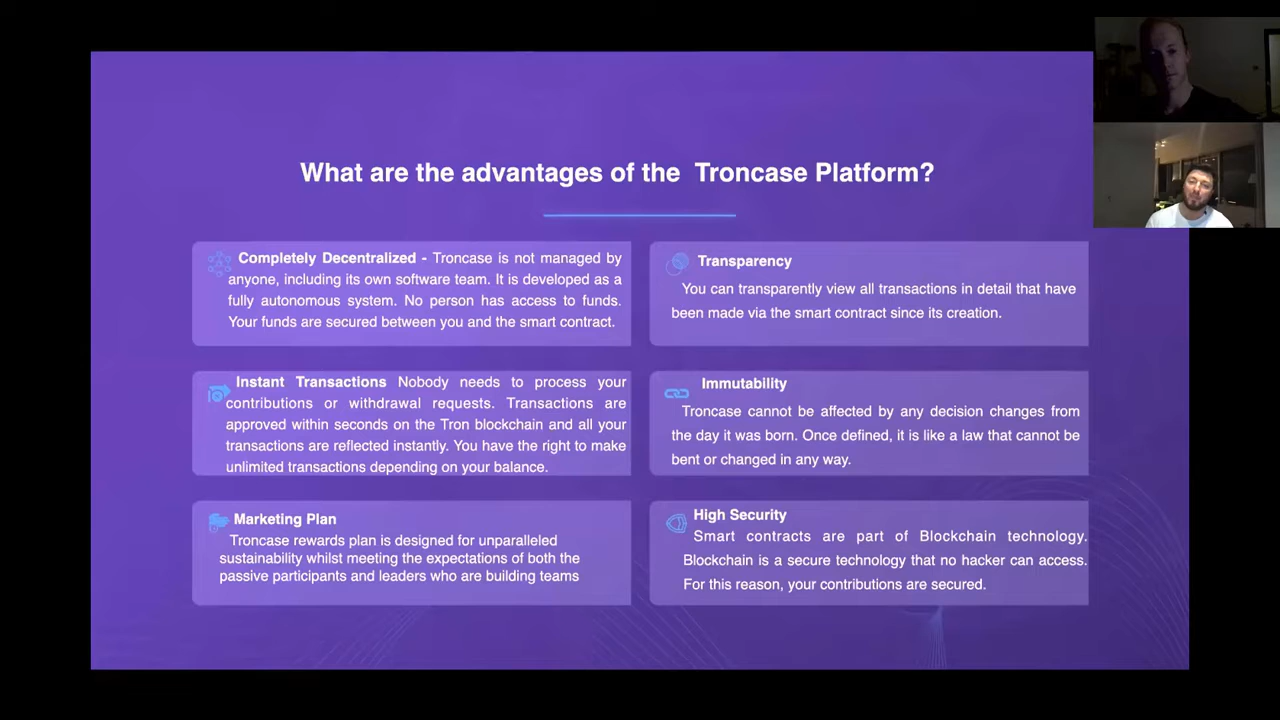 What are the advantages of the Troncase Platform?
Completely Decentralized - Troncase is not managed by
anyone, including its own software team. It is developed as a
fully autonomous system. No person has access to funds.
Your funds are secured between you and the smart contract.
Transparency
You can transparently view all transactions in detail that have
been made via the smart contract since its creation.
Instant Transactions Nobody needs to process your
contributions or withdrawal requests. Transactions are
approved within seconds on the Tron blockchain and all your
transactions are reflected instantly. You have the right to make
unlimited transactions depending on your balance.
Immutability
Troncase cannot be affected by any decision changes from
the day it was born. Once defined, it is like a law that cannot be
bent or changed in any way.
Marketing Plan
Troncase rewards plan is designed for unparalleled
sustainability whilst meeting the expectations of both the
passive participants and leaders who are building teams
High Security
Smart contracts are part of Blockchain technology.
Blockchain is a secure technology that no hacker can access.
For this reason, your contributions are secured.